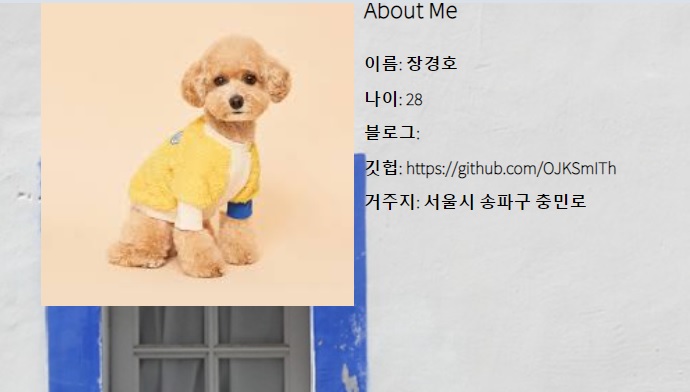 About Me
이름: 장경호
나이: 28
블로그:
깃헙: https://github.com/OJKSmITh
거주지: 서울시 송파구 충민로